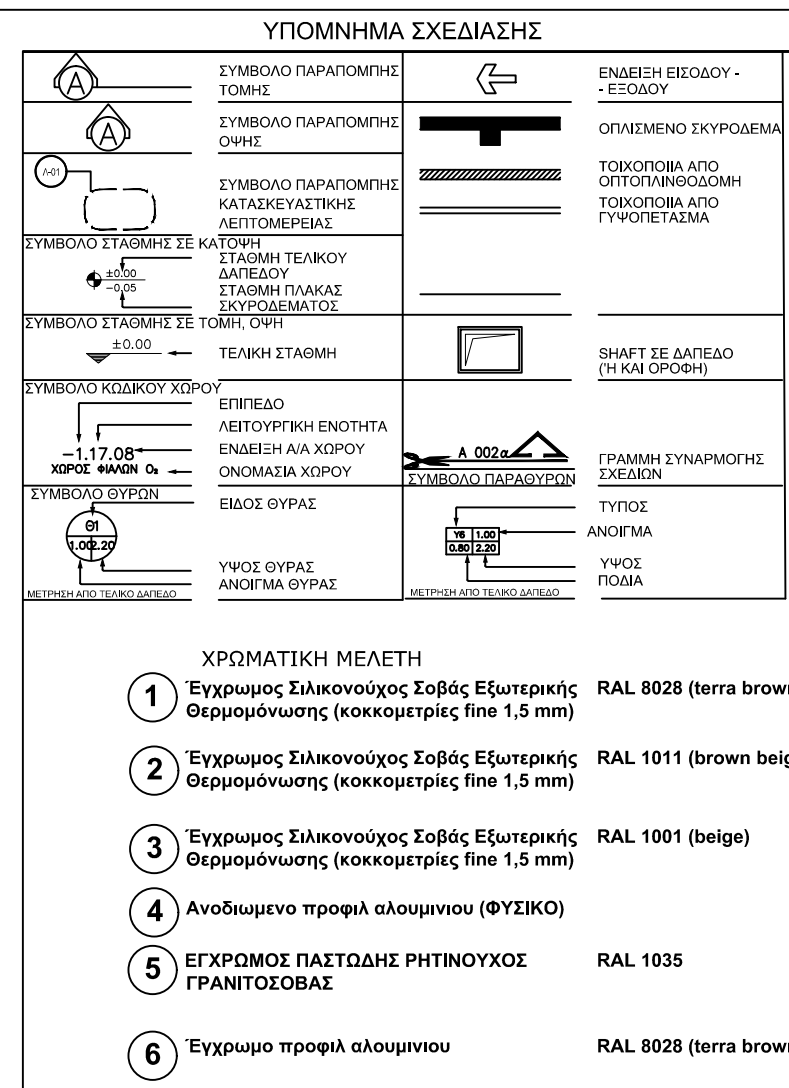 ΥΠΟΜΝΗΜΑ ΣΧΕΔΙΑΣΗΣ
A
ΣΥΜΒΟΛΟ ΠΑΡΑΠΟΜΠΗΣ
ΤΟΜΗΣ
ΕΝΔΕΙΞΗ ΕΙΣΟΔΟΥ -
- ΕΞΟΔΟΥ
A
ΣΥΜΒΟΛΟ ΠΑΡΑΠΟΜΠΗΣ
ΟΨΗΣ
ΟΠΛΙΣΜΕΝΟ ΣΚΥΡΟΔΕΜΑ
Λ-01
ΣΥΜΒΟΛΟ ΠΑΡΑΠΟΜΠΗΣ
ΚΑΤΑΣΚΕΥΑΣΤΙΚΗΣ
ΛΕΠΤΟΜΕΡΕΙΑΣ
ΤΟΙΧΟΠΟΙΙΑ ΑΠΟ
ΟΠΤΟΠΛΙΝΘΟΔΟΜΗ
ΤΟΙΧΟΠΟΙΙΑ ΑΠΟ
ΓΥΨΟΠΕΤΑΣΜΑ
ΣΥΜΒΟΛΟ ΣΤΑΘΜΗΣ ΣΕ ΚΑΤΟΨΗ
±0.00
-0.05
ΣΤΑΘΜΗ ΤΕΛΙΚΟΥ
ΔΑΠΕΔΟΥ
ΣΤΑΘΜΗ ΠΛΑΚΑΣ
ΣΚΥΡΟΔΕΜΑΤΟΣ
ΣΥΜΒΟΛΟ ΣΤΑΘΜΗΣ ΣΕ ΤΟΜΗ, ΟΨΗ
±0.00
ΤΕΛΙΚΗ ΣΤΑΘΜΗ
SHAFT ΣΕ ΔΑΠΕΔΟ
('Η ΚΑΙ ΟΡΟΦΗ)
ΣΥΜΒΟΛΟ ΚΩΔΙΚΟΥ ΧΩΡΟΥ
ΕΠΙΠΕΔΟ
ΛΕΙΤΟΥΡΓΙΚΗ ΕΝΟΤΗΤΑ
-1.17.08
ΕΝΔΕΙΞΗ Α/Α ΧΩΡΟΥ
ΧΩΡΟΣ ΦΙΑΛΩΝ O₂
ΟΝΟΜΑΣΙΑ ΧΩΡΟΥ
A 002α
ΓΡΑΜΜΗ ΣΥΝΑΡΜΟΓΗΣ
ΣΧΕΔΙΩΝ
ΣΥΜΒΟΛΟ ΘΥΡΩΝ
ΕΙΔΟΣ ΘΥΡΑΣ
Θ1
1.00 2.20
ΥΨΟΣ ΘΥΡΑΣ
ΑΝΟΙΓΜΑ ΘΥΡΑΣ
ΜΕΤΡΗΣΗ ΑΠΟ ΤΕΛΙΚΟ ΔΑΠΕΔΟ
ΣΥΜΒΟΛΟ ΠΑΡΑΘΥΡΩΝ
ΤΥΠΟΣ
ΑΝΟΙΓΜΑ
Υ6 1.00
0.80 2.20
ΥΨΟΣ
ΠΟΔΙΑ
ΜΕΤΡΗΣΗ ΑΠΟ ΤΕΛΙΚΟ ΔΑΠΕΔΟ
ΧΡΩΜΑΤΙΚΗ ΜΕΛΕΤΗ
1 Έγχρωμος Σιλικονούχος Σοβάς Εξωτερικής RAL 8028 (terra brown
Θερμομόνωσης (κοκκομετρίες fine 1,5 mm)
2 Έγχρωμος Σιλικονούχος Σοβάς Εξωτερικής RAL 1011 (brown beig
Θερμομόνωσης (κοκκομετρίες fine 1,5 mm)
3 Έγχρωμος Σιλικονούχος Σοβάς Εξωτερικής RAL 1001 (beige)
Θερμομόνωσης (κοκκομετρίες fine 1,5 mm)
4 Ανοδιωμενο προφιλ αλουμινιου (ΦΥΣΙΚΟ)
5 ΕΓΧΡΩΜΟΣ ΠΑΣΤΩΔΗΣ ΡΗΤΙΝΟΥΧΟΣ RAL 1035
ΓΡΑΝΙΤΟΣΟΒΑΣ
6 Έγχρωμο προφιλ αλουμινιου RAL 8028 (terra brown